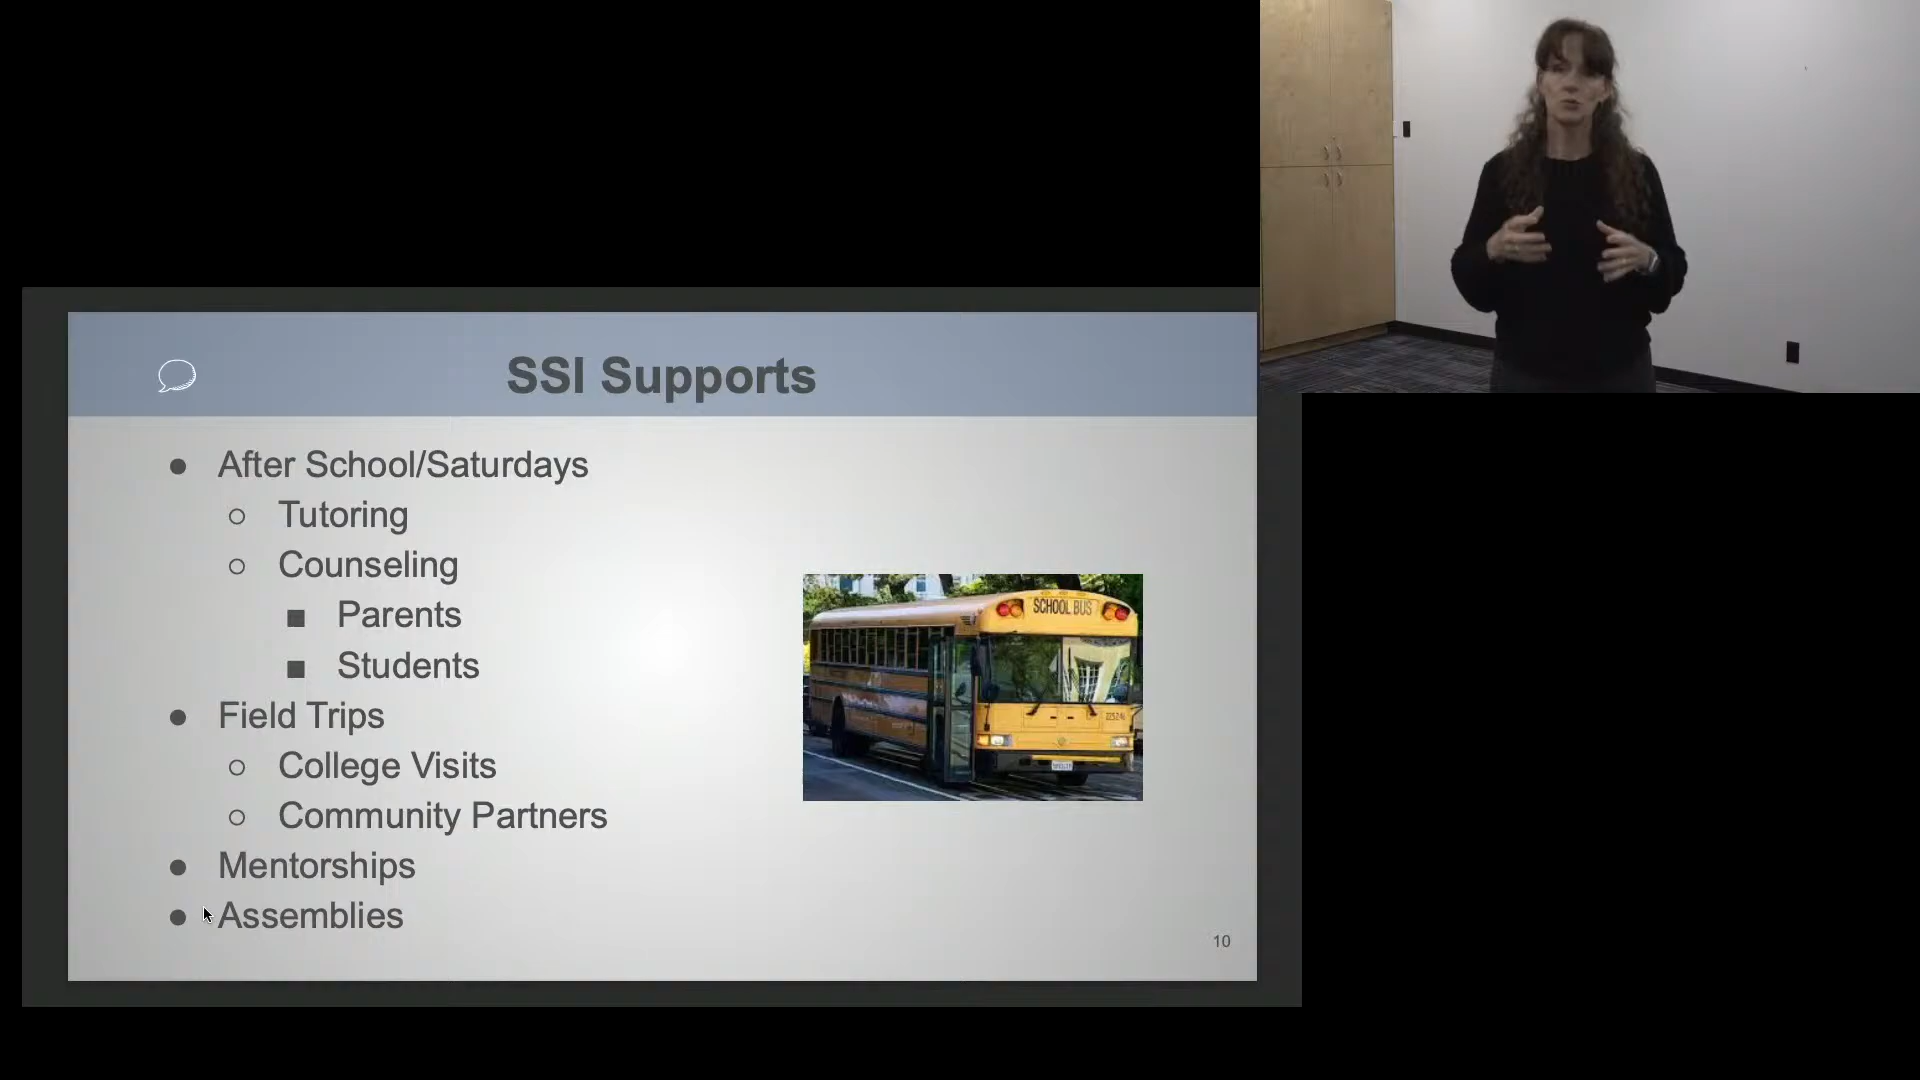 SSI Supports
After School/Saturdays
Tutoring
Counseling
Parents
Students
Field Trips
College Visits
Community Partners
Mentorships
Assemblies
SCHOOL BUS
10